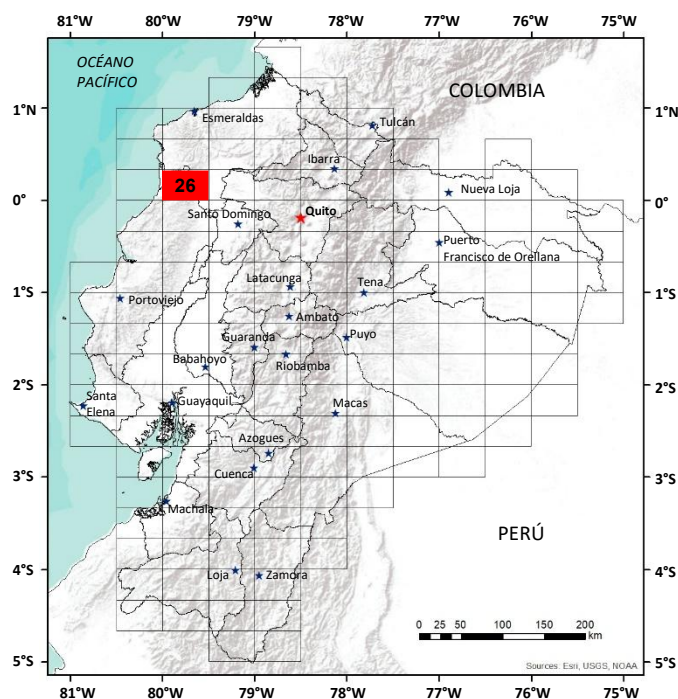 81°W 80°W 79°W 78°W 77°W 76°W 75°W
OCÉANO
PACÍFICO
COLOMBIA
1°N 1°N
Esmeraldas
Tulcán
Ibarra
26
Nueva Loja
0° 0°
Santo Domingo
Quito
Puerto
Francisco de Orellana
Latacunga
Tena
1°S 1°S
Portoviejo
Ambato
Guaranda
Puyo
Babahoyo
Riobamba
2°S 2°S
Santa
Elena
Guayaquil
Macas
Azogues
Cuenca
3°S 3°S
Machala
PERÚ
4°S 4°S
Loja
Zamora
0 25 50 100 150 200
km
5°S 5°S
Sources: Esri, USGS, NOAA
81°W 80°W 79°W 78°W 77°W 76°W 75°W